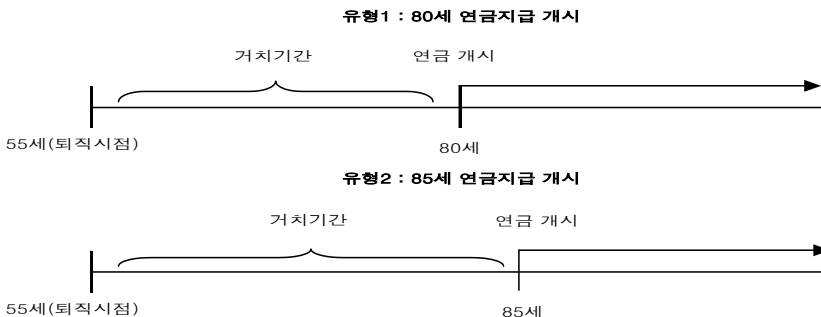 유형1 : 80세 연금지급 개시
거치기간 연금 개시
55세(퇴직시점) 80세
유형2 : 85세 연금지급 개시
거치기간 연금 개시
55세(퇴직시점) 85세